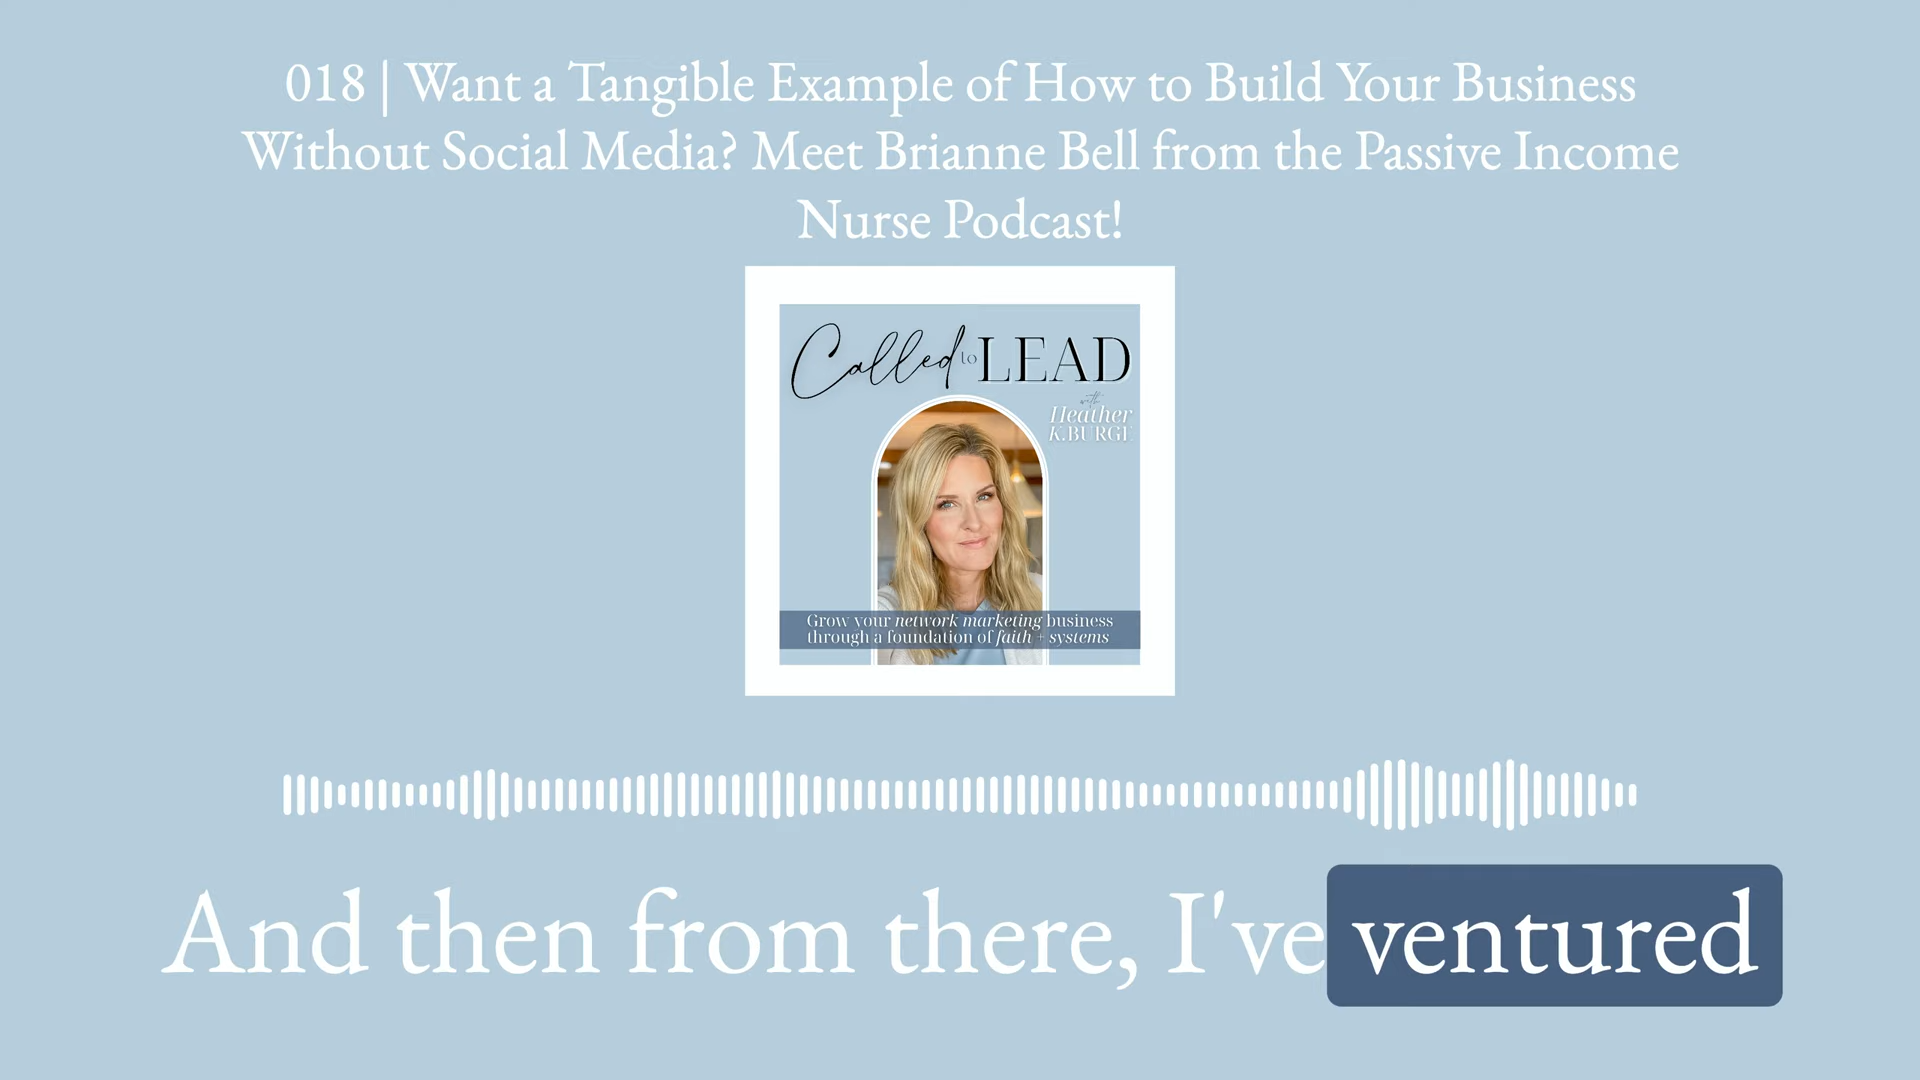 018 | Want a Tangible Example of How to Build Your Business
Without Social Media? Meet Brianne Bell from the Passive Income
Nurse Podcast!
Called to LEAD
with
Heather
K.BURGE
Grow your network marketing business
through a foundation of faith + systems
And then from there, I've ventured